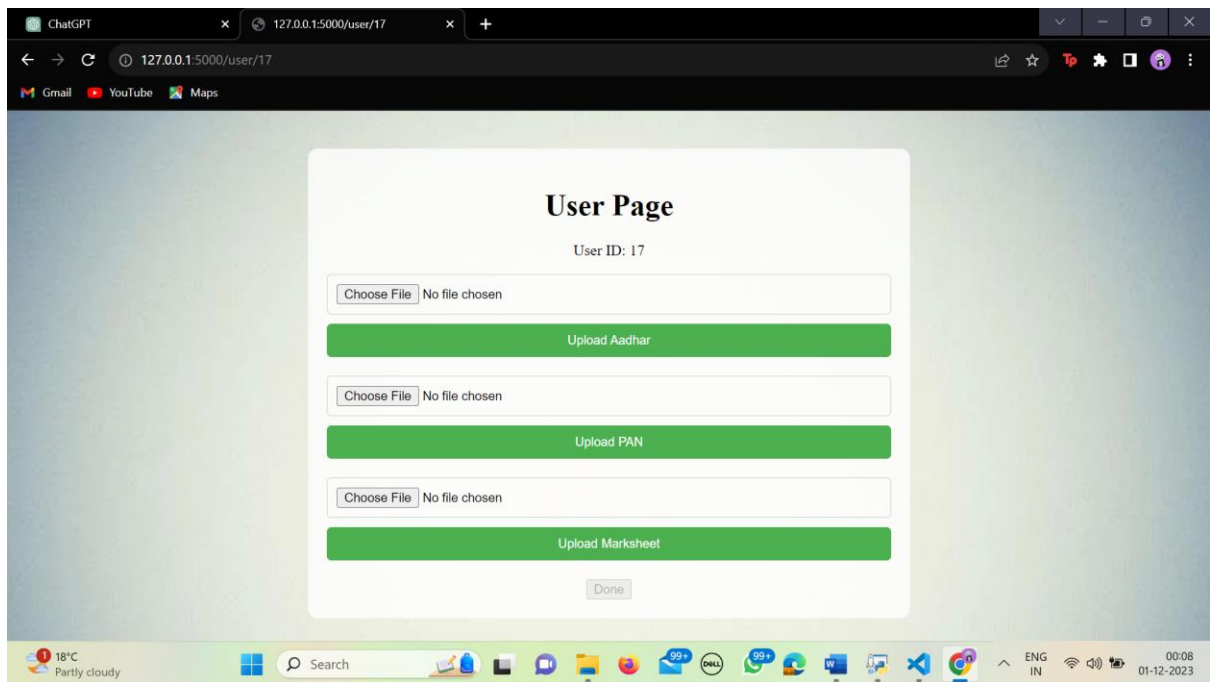 ChatGPT
127.0.0.1:5000/user/17
127.0.0.1:5000/user/17
Tp
Gmail YouTube Maps
User Page
User ID: 17
Choose File No file chosen
Upload Aadhar
Choose File No file chosen
Upload PAN
Choose File No file chosen
Upload Marksheet
Done
1
18°C
Partly cloudy
Search
99+
DELL
99+
ENG
IN
00:08
01-12-2023